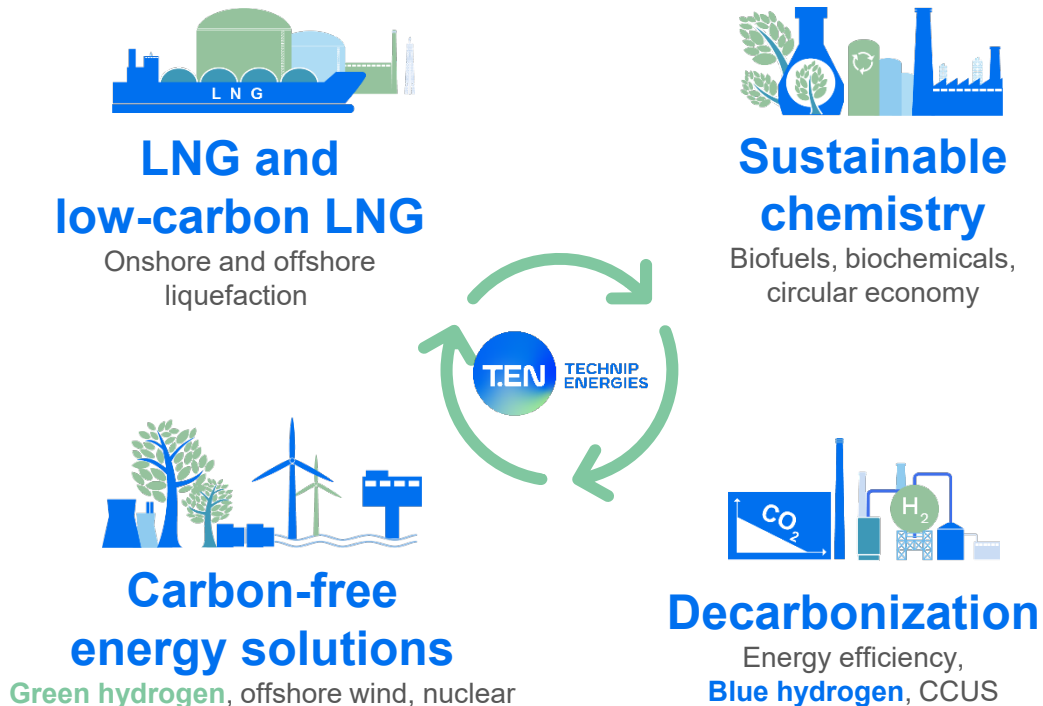 L N G
LNG and
low-carbon LNG
Onshore and offshore
liquefaction
Sustainable
chemistry
Biofuels, biochemicals,
circular economy
T.EN TECHNIP
ENERGIES
Carbon-free
energy solutions
Green hydrogen, offshore wind, nuclear
CO₂
H₂
Decarbonization
Energy efficiency,
Blue hydrogen, CCUS